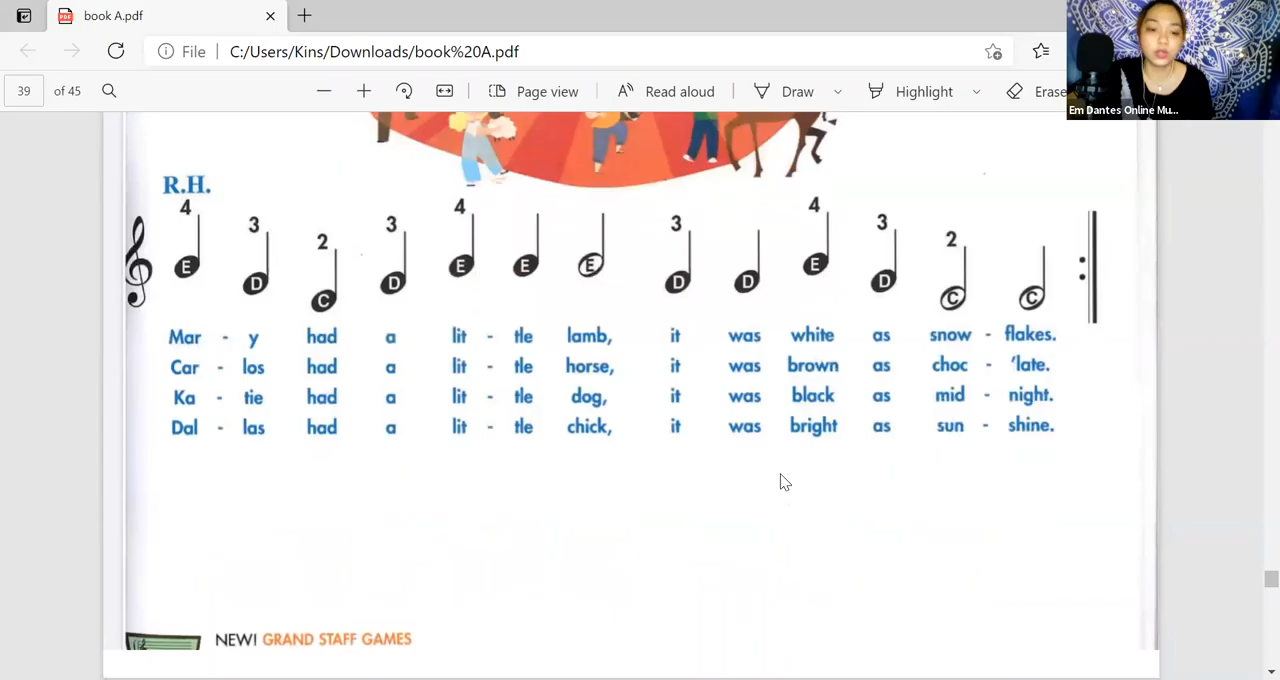 book A.pdf
File C:/Users/Kins/Downloads/book%20A.pdf
39 of 45 Page view Read aloud Draw Highlight Erase
Em Dantes Online Mu...
R.H.
4 3 2 3 4 3 4 3 2
E D C D E E E D D E D C C
Mar - y had a lit - tle lamb, it was white as snow - flakes.
Car - los had a lit - tle horse, it was brown as choc - 'late.
Ka - tie had a lit - tle dog, it was black as mid - night.
Dal - las had a lit - tle chick, it was bright as sun - shine.
NEW! GRAND STAFF GAMES